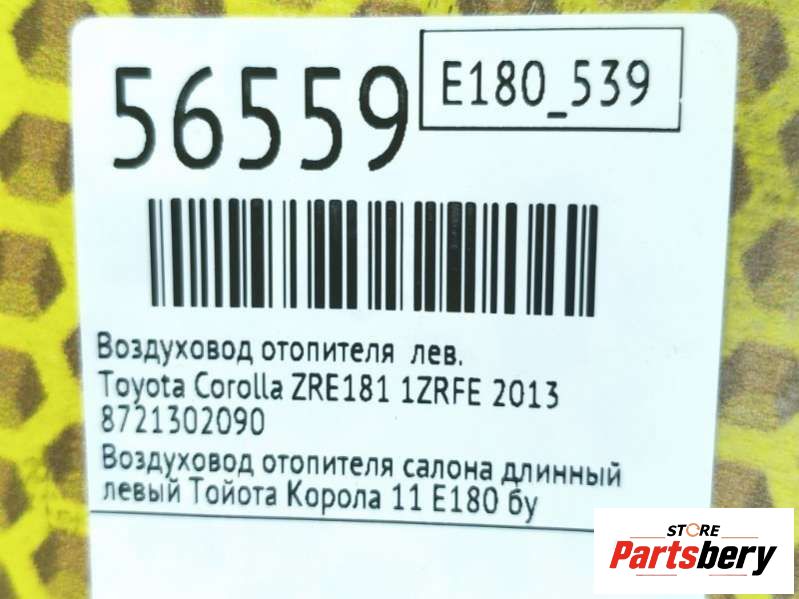 56559
E180_539
Воздуховод отопителя лев.
Toyota Corolla ZRE181 1ZRFE 2013
8721302090
Воздуховод отопителя салона длинный
левый Тойота Корола 11 Е180 бу
STORE
Partsbery